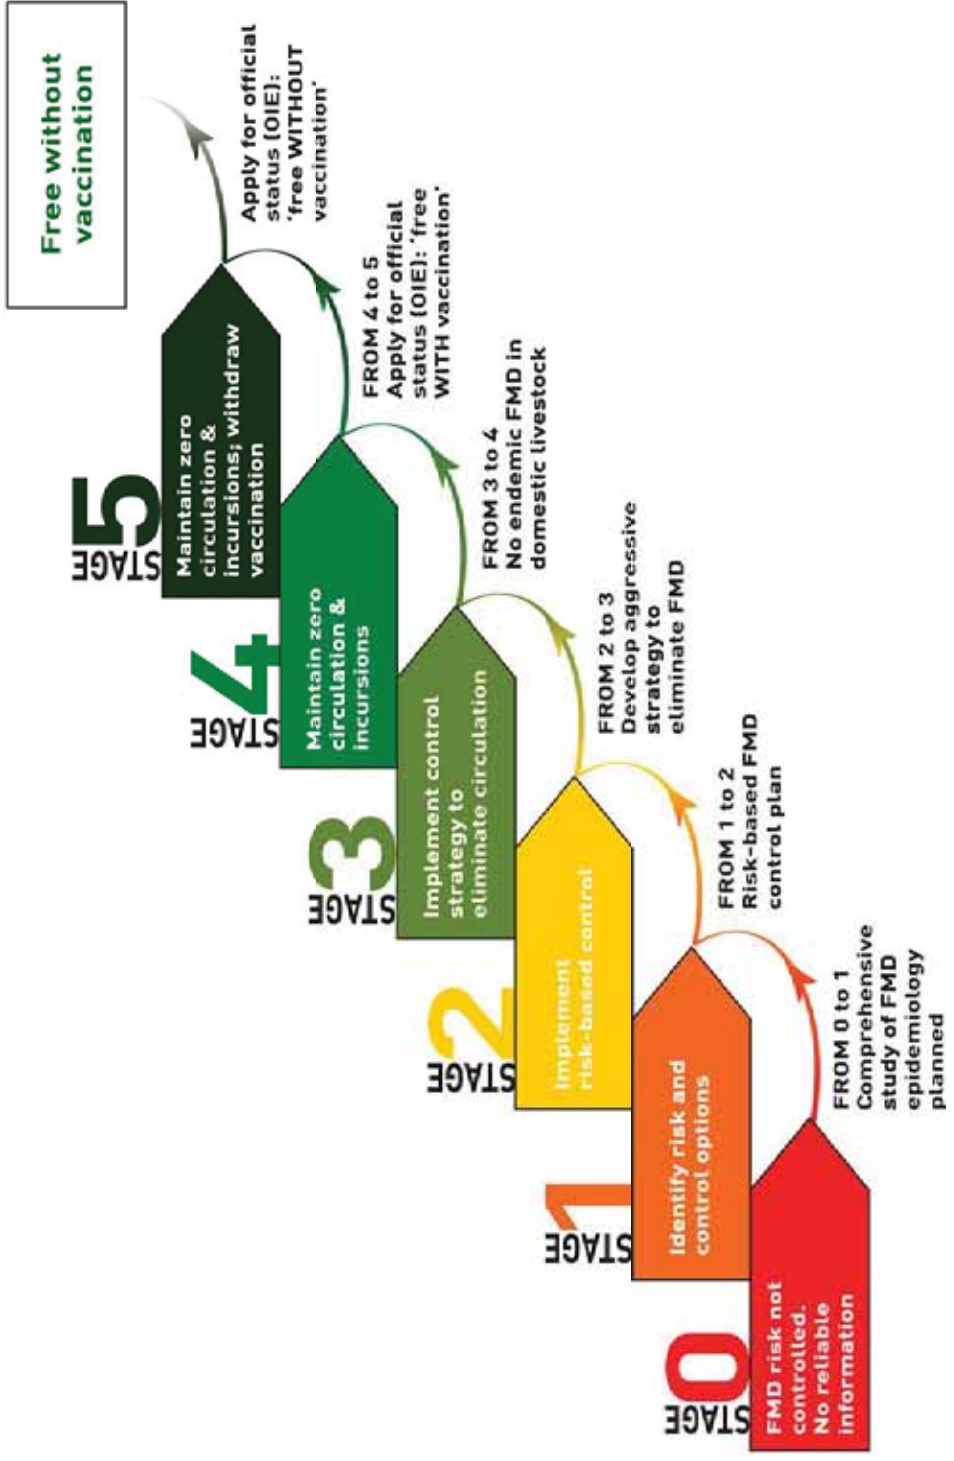 Free without
vaccination
STAGE
5
Maintain zero
circulation &
incursions; withdraw
vaccination
Apply for official
status (OIE):
‘free WITHOUT
vaccination’
STAGE
4
Maintain zero
circulation &
incursions
FROM 4 to 5
Apply for official
status (OIE): ‘free
WITH vaccination’
STAGE
3
Implement control
strategy to
eliminate circulation
FROM 3 to 4
No endemic FMD in
domestic livestock
STAGE
2
Implement
risk-based control
FROM 2 to 3
Develop aggressive
strategy to
eliminate FMD
STAGE
1
Identify risk and
control options
FROM 1 to 2
Risk-based FMD
control plan
STAGE
0
FMD risk not
controlled.
No reliable
information
FROM 0 to 1
Comprehensive
study of FMD
epidemiology
planned